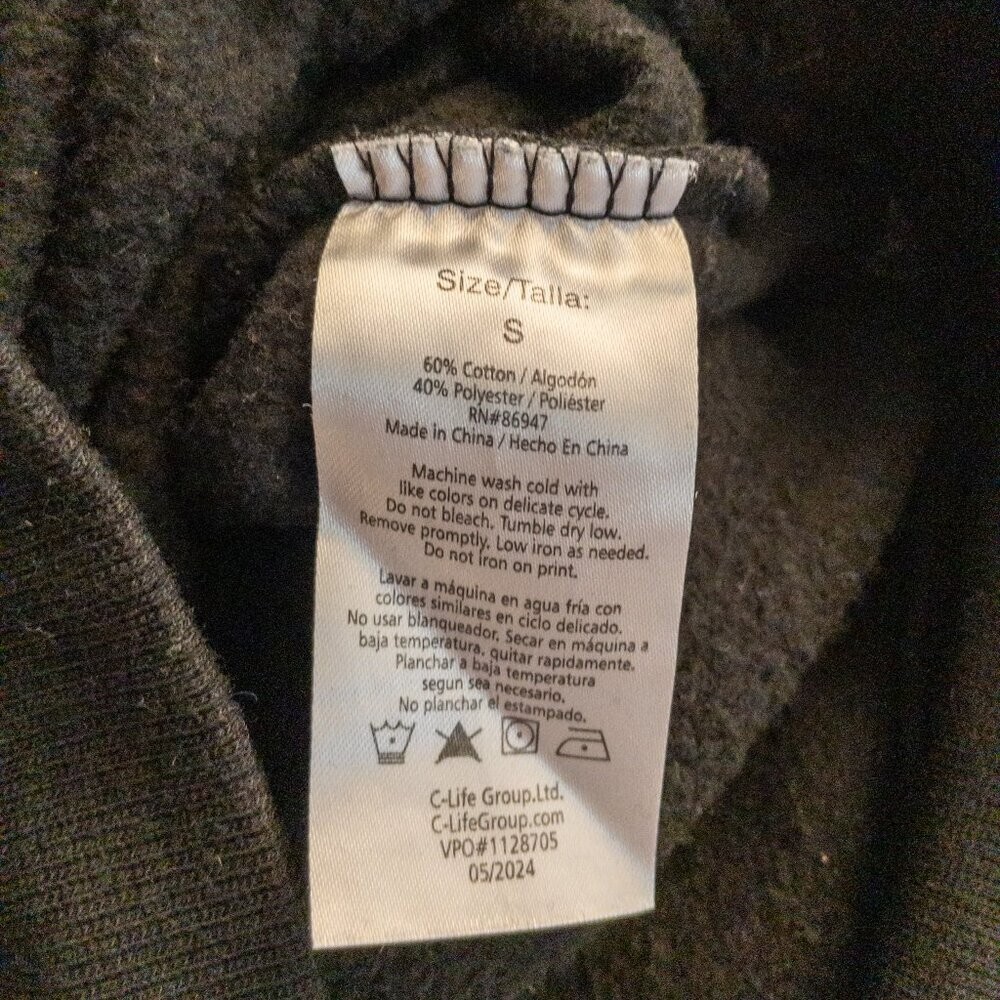 Size/Talla:
S
60% Cotton / Algodón
40% Polyester / Poliéster
RN#86947
Made in China / Hecho En China
Machine wash cold with
like colors on delicate cycle.
Do not bleach. Tumble dry low.
Remove promptly. Low iron as needed.
Do not iron on print.
Lavar a máquina en agua fría con
colores similares en ciclo delicado.
No usar blanqueador. Secar en máquina a
baja temperatura, quitar rapidamente.
Planchar a baja temperatura
segun sea necesario.
No planchar el estampado.
C-Life Group.Ltd.
C-LifeGroup.com
VPO#1128705
05/2024